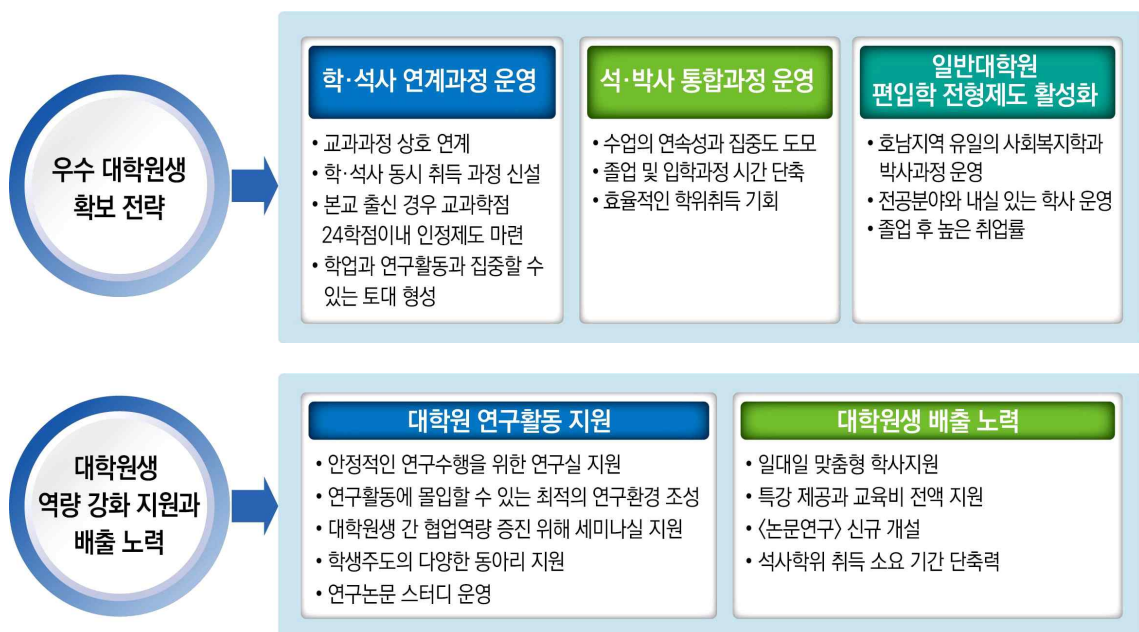 우수 대학원생
확보 전략
학·석사 연계과정 운영
• 교과과정 상호 연계
• 학·석사 동시 취득 과정 신설
• 본교 출신 경우 교과학점
24학점이내 인정제도 마련
• 학업과 연구활동과 집중할 수
있는 토대 형성
석·박사 통합과정 운영
• 수업의 연속성과 집중도 도모
• 졸업 및 입학과정 시간 단축
• 효율적인 학위취득 기회
일반대학원
편입학 전형제도 활성화
• 호남지역 유일의 사회복지학과
박사과정 운영
• 전공분야와 내실 있는 학사 운영
• 졸업 후 높은 취업률
대학원생
역량 강화 지원과
배출 노력
대학원 연구활동 지원
• 안정적인 연구수행을 위한 연구실 지원
• 연구활동에 몰입할 수 있는 최적의 연구환경 조성
• 대학원생 간 협업역량 증진 위해 세미나실 지원
• 학생주도의 다양한 동아리 지원
• 연구논문 스터디 운영
대학원생 배출 노력
• 일대일 맞춤형 학사지원
• 특강 제공과 교육비 전액 지원
• 〈논문연구〉 신규 개설
• 석사학위 취득 소요 기간 단축력